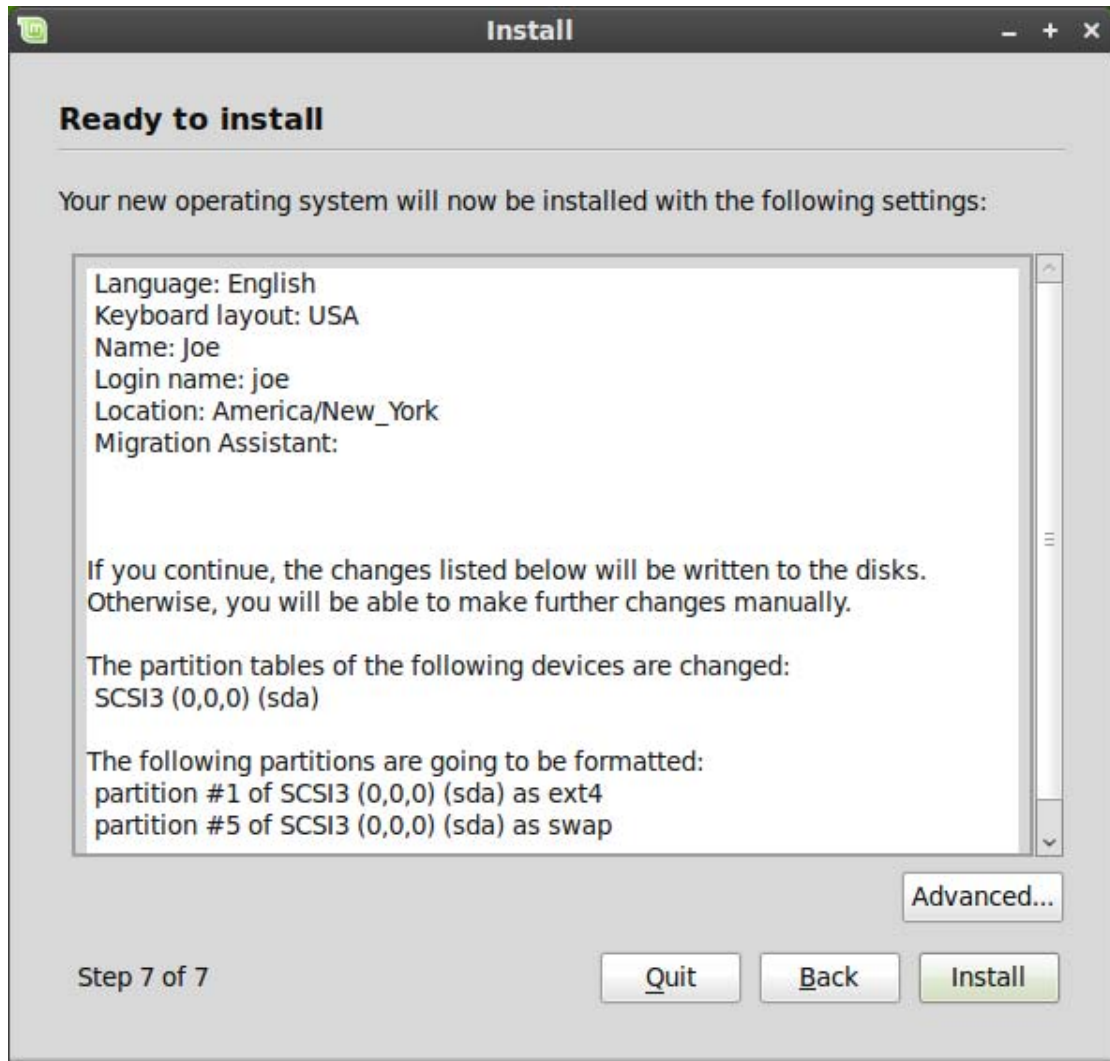 Install
Ready to install
Your new operating system will now be installed with the following settings:
Language: English
Keyboard layout: USA
Name: Joe
Login name: joe
Location: America/New_York
Migration Assistant:
If you continue, the changes listed below will be written to the disks.
Otherwise, you will be able to make further changes manually.
The partition tables of the following devices are changed:
SCSI3 (0,0,0) (sda)
The following partitions are going to be formatted:
partition #1 of SCSI3 (0,0,0) (sda) as ext4
partition #5 of SCSI3 (0,0,0) (sda) as swap
Advanced...
Step 7 of 7
Quit
Back
Install